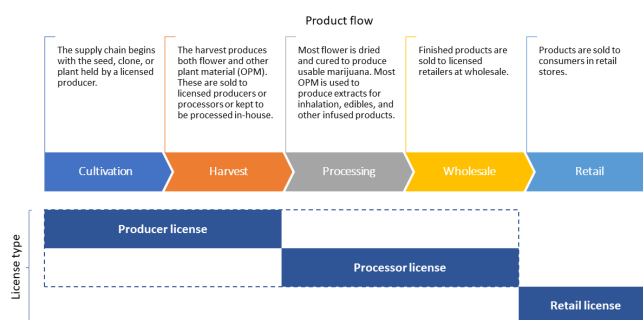 Product flow
The supply chain begins
with the seed, clone, or
plant held by a licensed
producer.
The harvest produces
both flower and other
plant material (OPM).
These are sold to
licensed producers or
processors or kept to
be processed in-house.
Most flower is dried
and cured to produce
usable marijuana. Most
OPM is used to
produce extracts for
inhalation, edibles, and
other infused products.
Finished products are
sold to licensed
retailers at wholesale.
Products are sold to
consumers in retail
stores.
Cultivation
Harvest
Processing
Wholesale
Retail
License type
Producer license
Processor license
Retail license